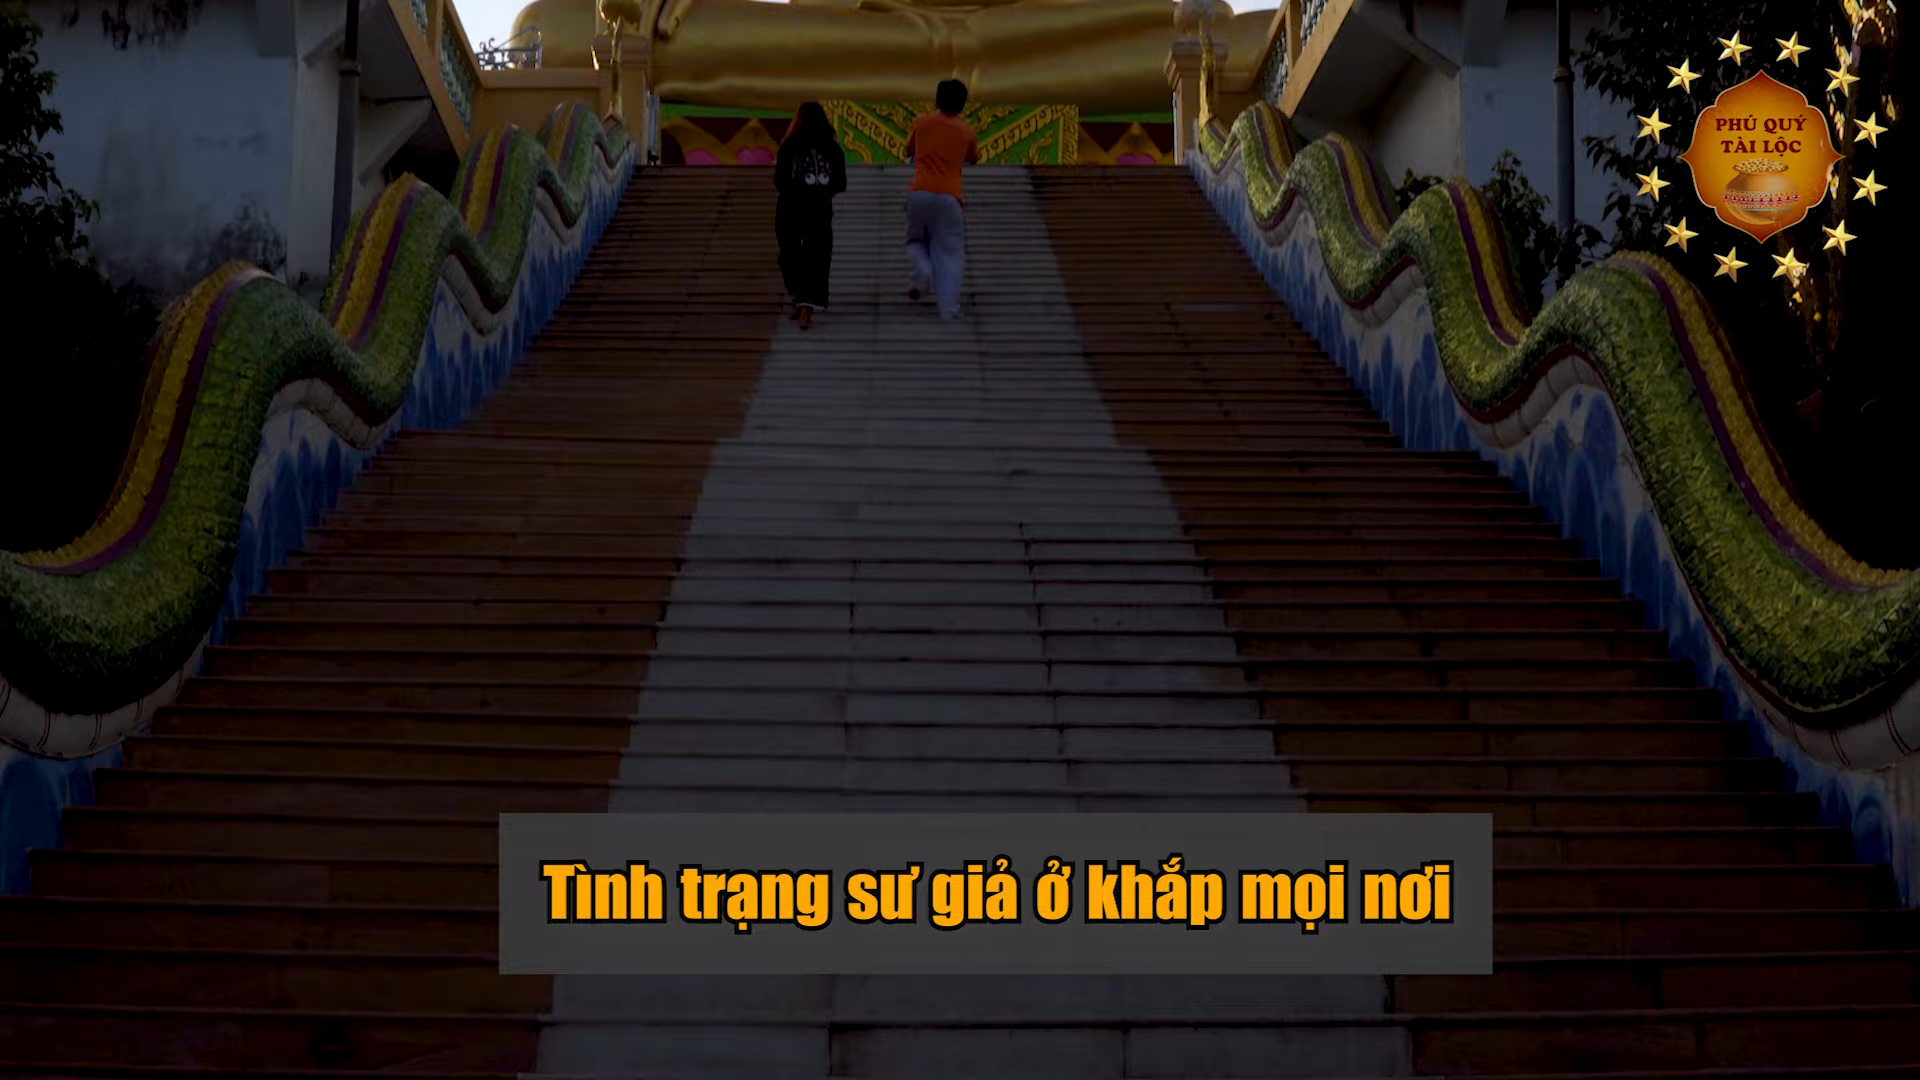 PHÚ QUÝ
TÀI LỘC
Tình trạng sư giả ở khắp mọi nơi